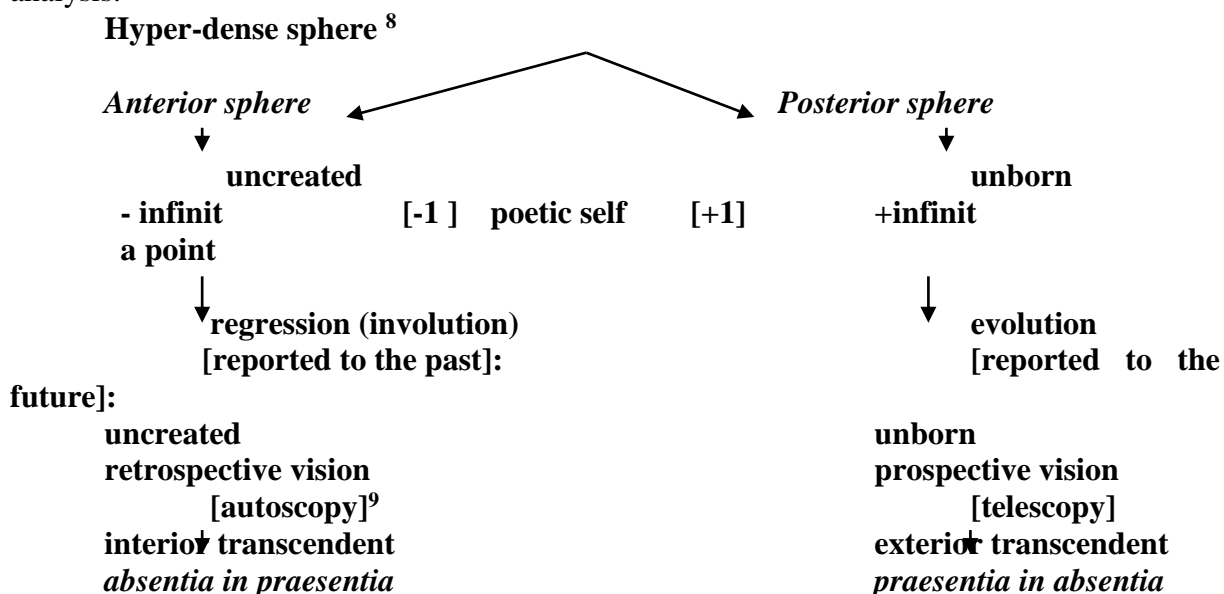 analysis.
Hyper-dense sphere 8
Anterior sphere Posterior sphere
uncreated unborn
- infinit [-1 ] poetic self [+1] +infinit
a point
regression (involution) evolution
[reported to the past]: [reported to the
future]:
uncreated unborn
retrospective vision prospective vision
[autoscopy]9 [telescopy]
interior transcendent exterior transcendent
absentia in praesentia praesentia in absentia